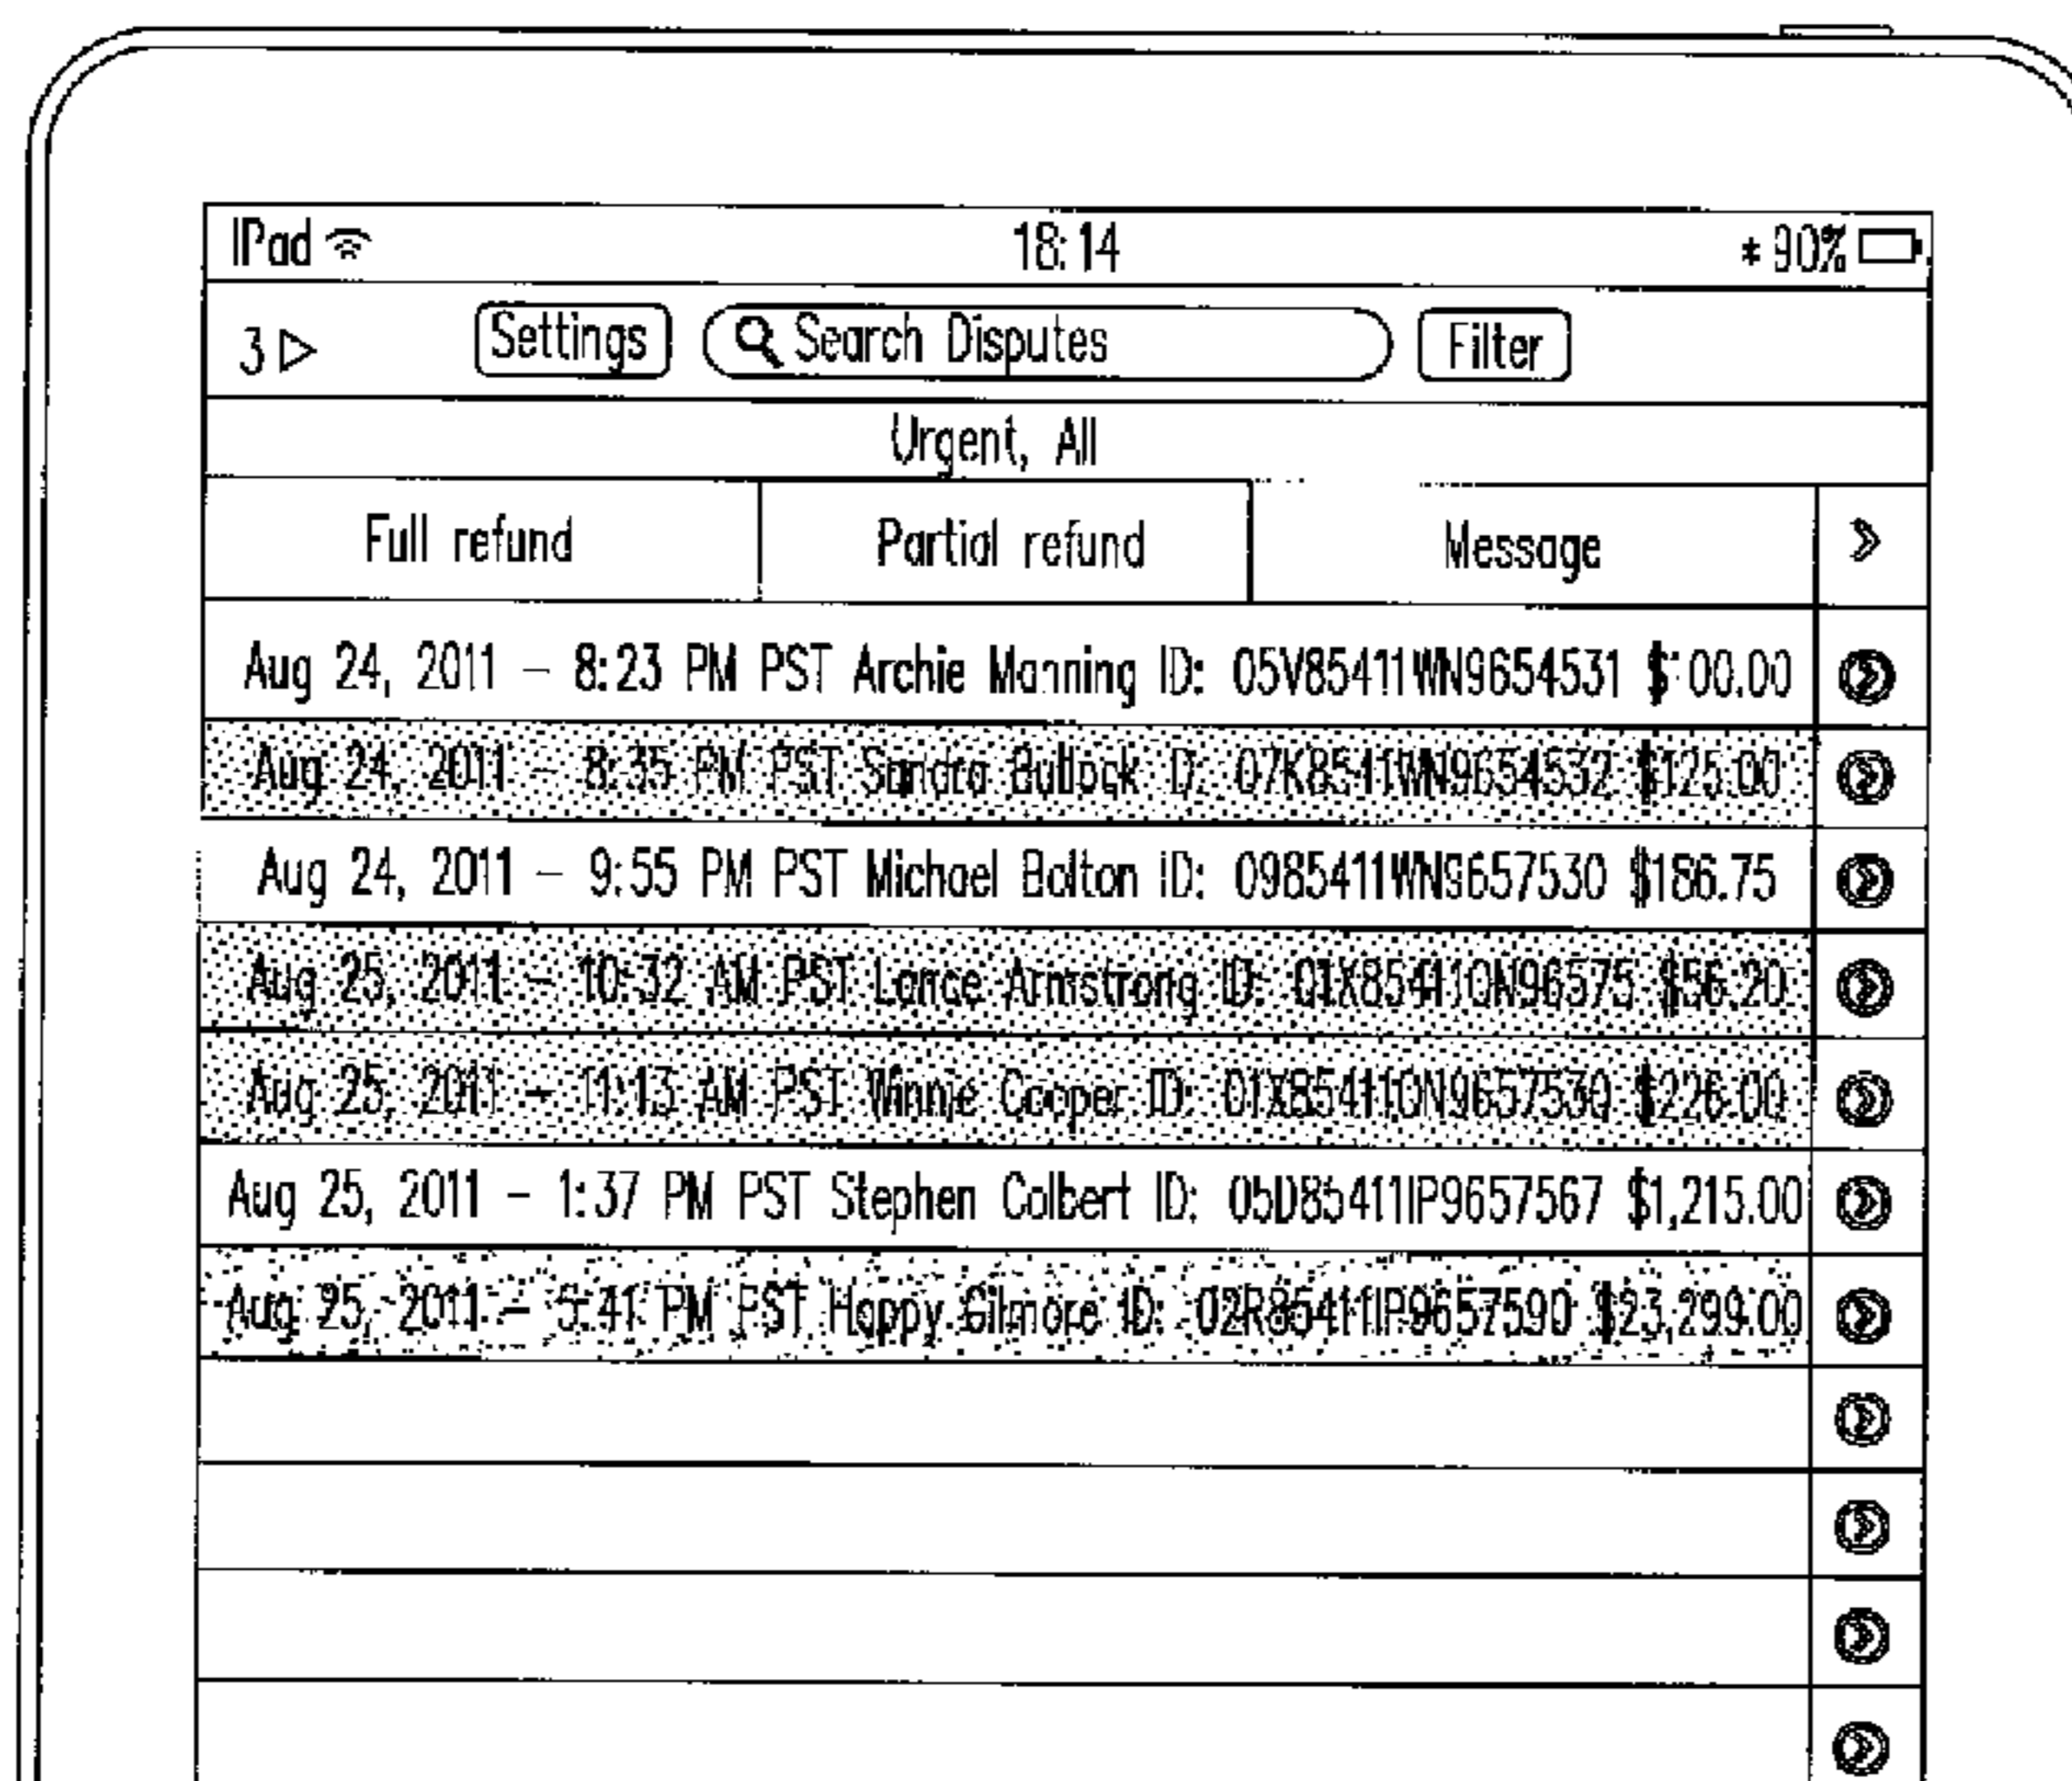 IPad 18:14 * 90%
3 Settings Search Disputes Filter
Urgent, All
Full refund Partial refund Message
Aug 24, 2011 – 8:23 PM PST Archie Manning ID: 05V85411WN9654531 $100.00
Aug 24, 2011 – 8:35 PM PST Sandra Bullock ID: 07K85411WN9654532 $125.00
Aug 24, 2011 – 9:55 PM PST Michael Bolton ID: 0985411WN9657530 $186.75
Aug 25, 2011 – 10:32 AM PST Lance Armstrong ID: $56.20
Aug 25, 2011 – 11:13 AM PST Winnie Cooper ID: $226.00
Aug 25, 2011 – 1:37 PM PST Stephen Colbert ID: 05D85411IP9657567 $1,215.00
Aug 25, 2011 – 5:41 PM PST Happy Gilmore ID: 02R85411IP9657590 $23,299.00